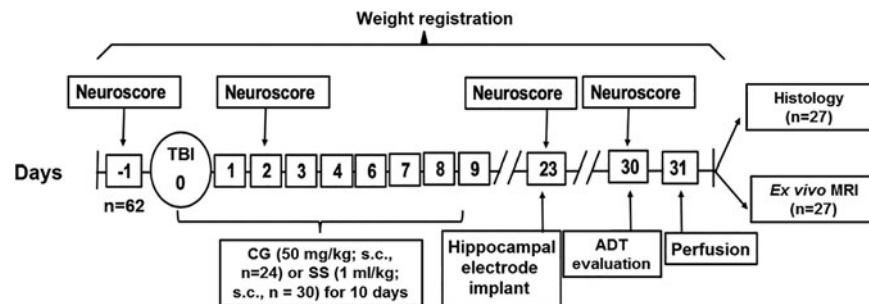 Weight registration
Neuroscore
Neuroscore
Neuroscore
Neuroscore
Histology
(n=27)
Days
-1
TBI
0
1
2
3
4
6
7
8
9
23
30
31
n=62
Ex vivo MRI
(n=27)
CG (50 mg/kg; s.c.,
n=24) or SS (1 ml/kg;
s.c., n = 30) for 10 days
Hippocampal
electrode
implant
ADT
evaluation
Perfusion